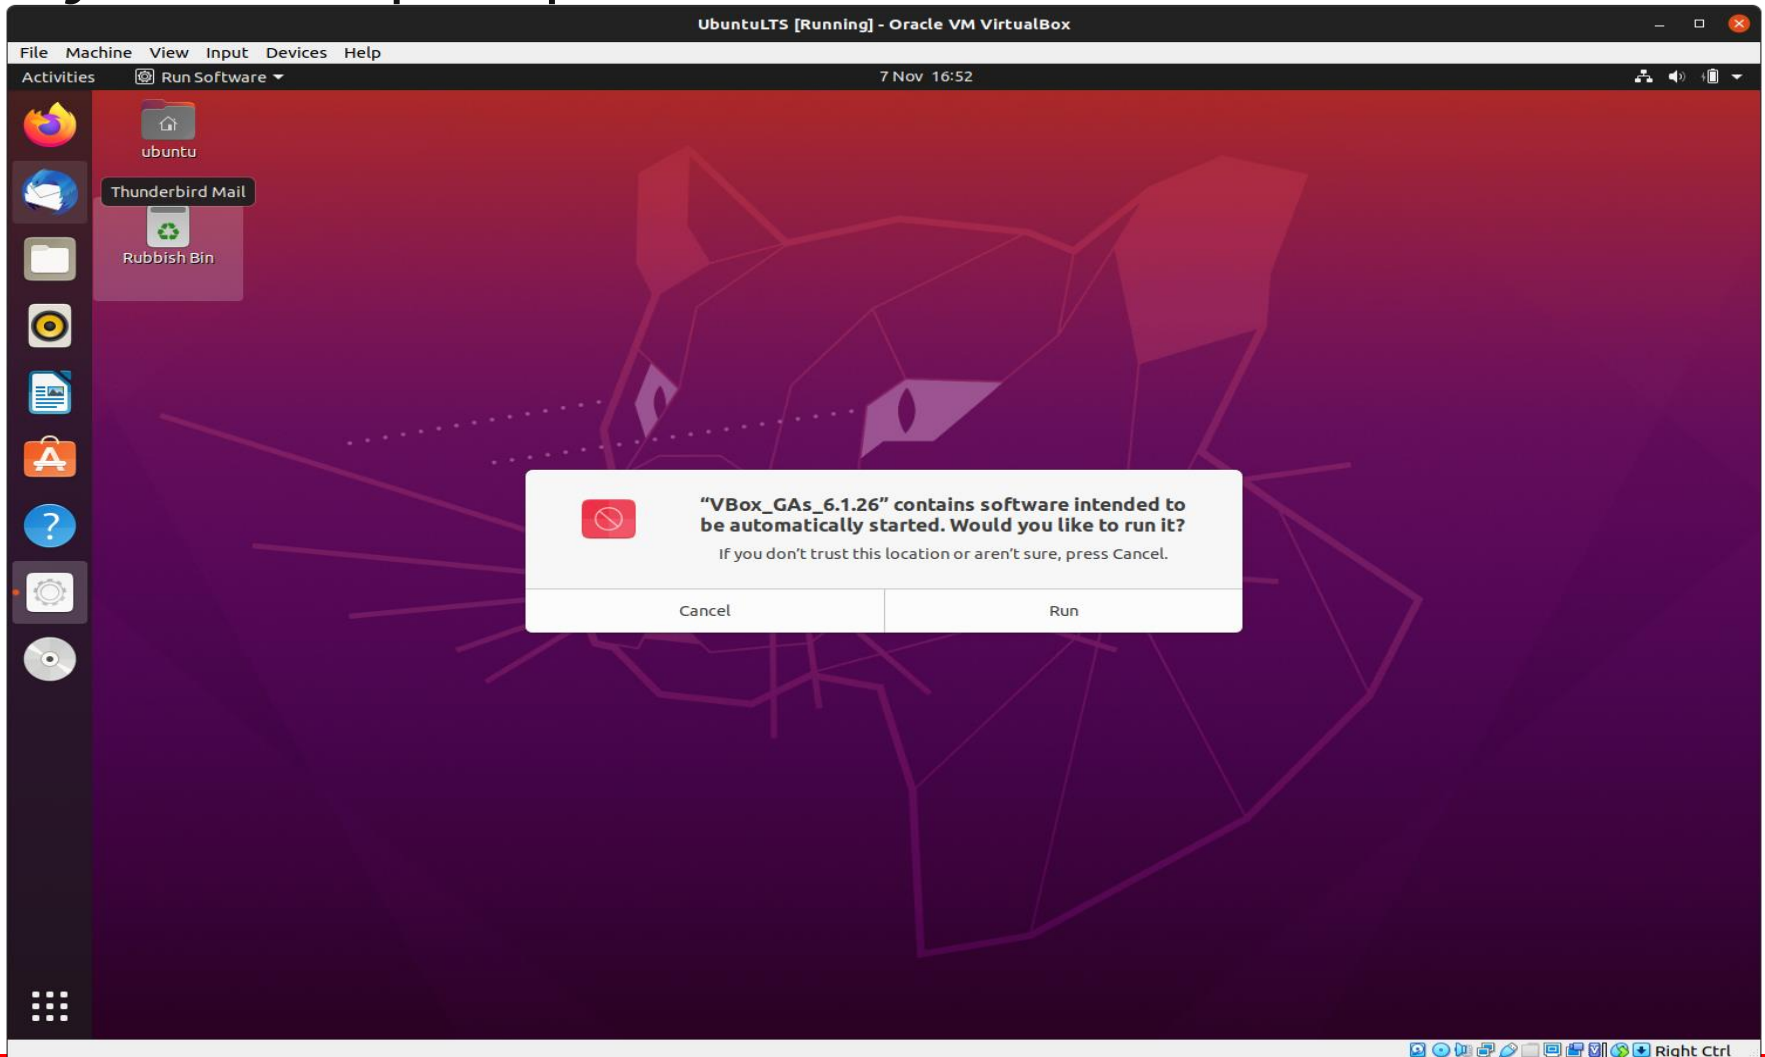 UbuntuLTS [Running] - Oracle VM VirtualBox
File Machine View Input Devices Help
Activities Run Software 7 Nov 16:52
ubuntu
Thunderbird Mail
Rubbish Bin
“VBox_GAs_6.1.26” contains software intended to
be automatically started. Would you like to run it?
If you don’t trust this location or aren’t sure, press Cancel.
Cancel Run
Right Ctrl